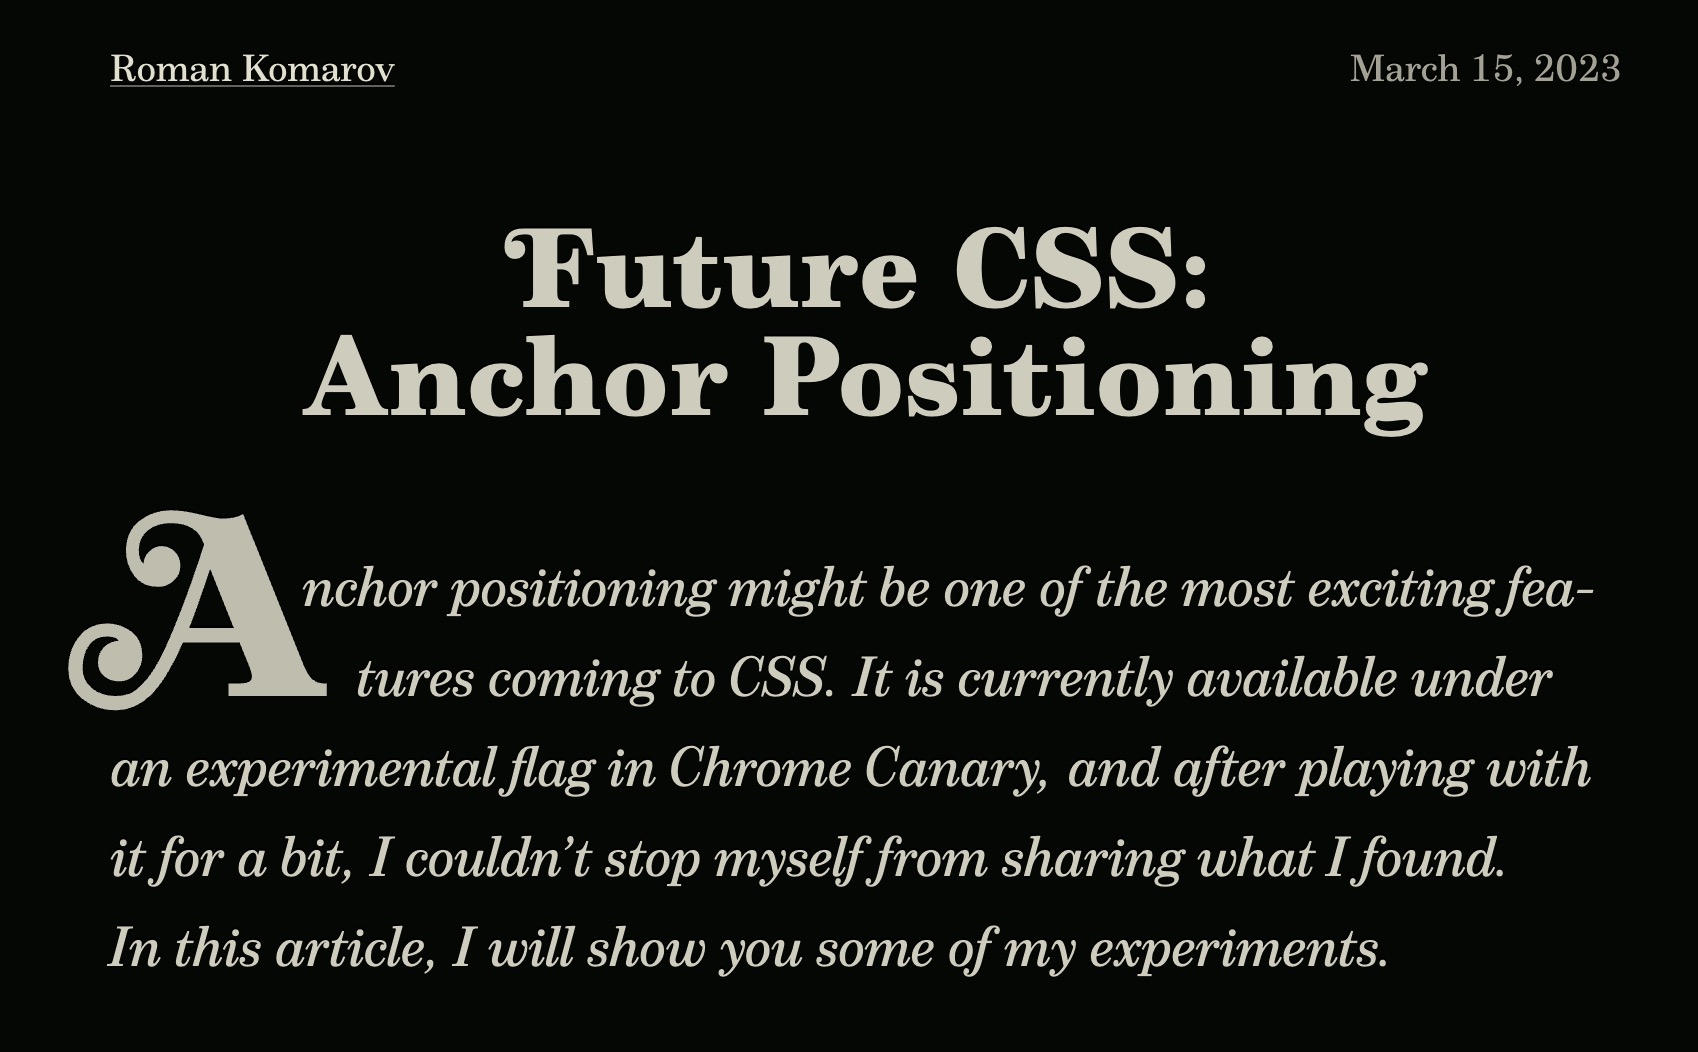 Roman Komarov
March 15, 2023
Future CSS:
Anchor Positioning
Anchor positioning might be one of the most exciting fea-
tures coming to CSS. It is currently available under
an experimental flag in Chrome Canary, and after playing with
it for a bit, I couldn’t stop myself from sharing what I found.
In this article, I will show you some of my experiments.